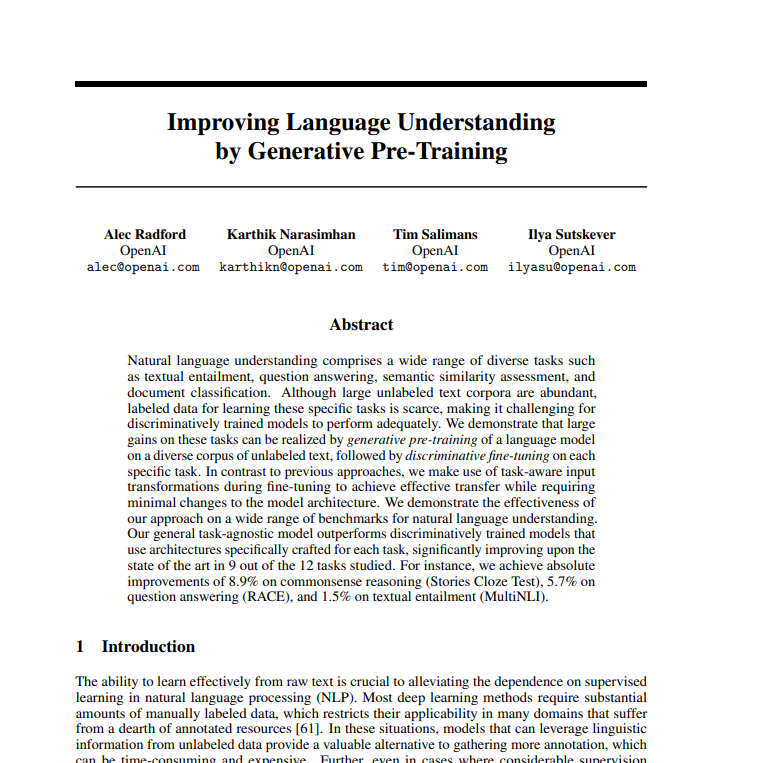 Improving Language Understanding
by Generative Pre-Training
Alec Radford
OpenAI
alec@openai.com
Karthik Narasimhan
OpenAI
karthikn@openai.com
Tim Salimans
OpenAI
tim@openai.com
Ilya Sutskever
OpenAI
ilyasu@openai.com
Abstract
Natural language understanding comprises a wide range of diverse tasks such
as textual entailment, question answering, semantic similarity assessment, and
document classification. Although large unlabeled text corpora are abundant,
labeled data for learning these specific tasks is scarce, making it challenging for
discriminatively trained models to perform adequately. We demonstrate that large
gains on these tasks can be realized by generative pre-training of a language model
on a diverse corpus of unlabeled text, followed by discriminative fine-tuning on each
specific task. In contrast to previous approaches, we make use of task-aware input
transformations during fine-tuning to achieve effective transfer while requiring
minimal changes to the model architecture. We demonstrate the effectiveness of
our approach on a wide range of benchmarks for natural language understanding.
Our general task-agnostic model outperforms discriminatively trained models that
use architectures specifically crafted for each task, significantly improving upon the
state of the art in 9 out of the 12 tasks studied. For instance, we achieve absolute
improvements of 8.9% on commonsense reasoning (Stories Cloze Test), 5.7% on
question answering (RACE), and 1.5% on textual entailment (MultiNLI).
1 Introduction
The ability to learn effectively from raw text is crucial to alleviating the dependence on supervised
learning in natural language processing (NLP). Most deep learning methods require substantial
amounts of manually labeled data, which restricts their applicability in many domains that suffer
from a dearth of annotated resources [61]. In these situations, models that can leverage linguistic
information from unlabeled data provide a valuable alternative to gathering more annotation, which
can be time-consuming and expensive. Further, even in cases where considerable supervision